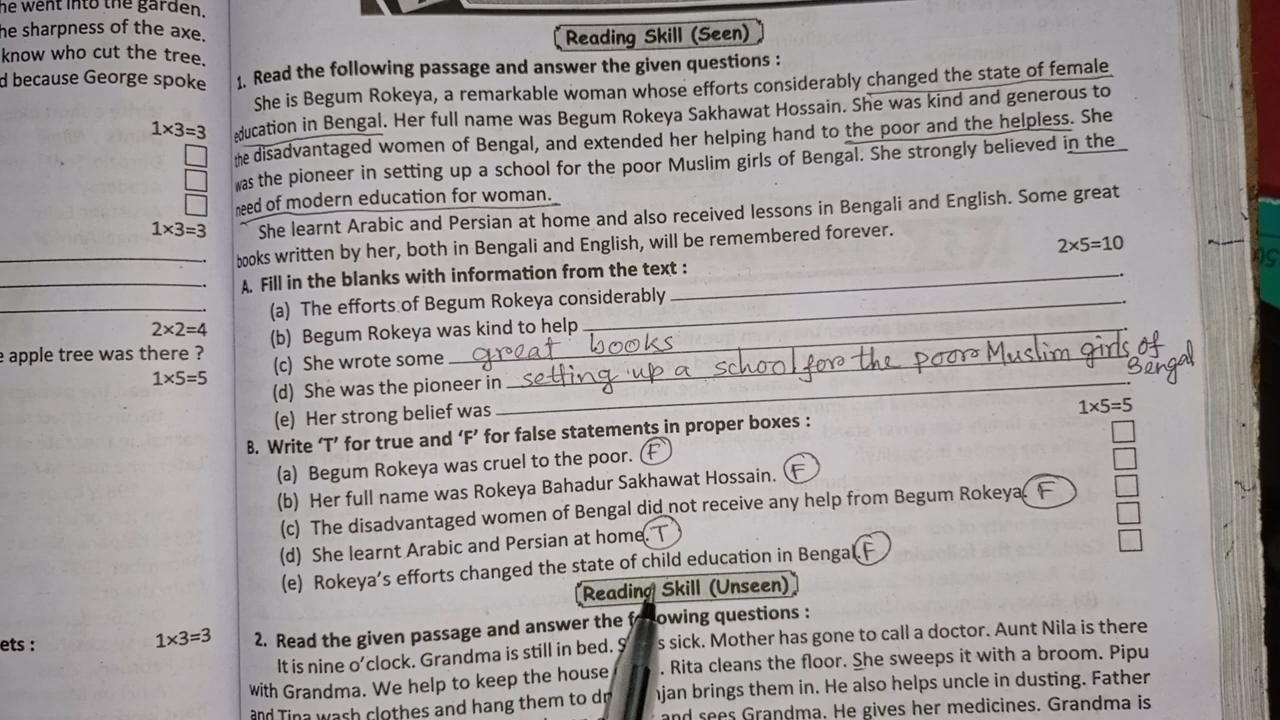 he went into the garden.
he sharpness of the axe.
know who cut the tree.
d because George spoke
1×3=3
1×3=3
2×2=4
e apple tree was there ?
1×5=5
ets : 1×3=3
Reading Skill (Seen)
1. Read the following passage and answer the given questions :
She is Begum Rokeya, a remarkable woman whose efforts considerably changed the state of female
education in Bengal. Her full name was Begum Rokeya Sakhawat Hossain. She was kind and generous to
the disadvantaged women of Bengal, and extended her helping hand to the poor and the helpless. She
was the pioneer in setting up a school for the poor Muslim girls of Bengal. She strongly believed in the
need of modern education for woman.
She learnt Arabic and Persian at home and also received lessons in Bengali and English. Some great
books written by her, both in Bengali and English, will be remembered forever.
A. Fill in the blanks with information from the text : 2×5=10
(a) The efforts of Begum Rokeya considerably .
(b) Begum Rokeya was kind to help .
(c) She wrote some great books
(d) She was the pioneer in setting up a school for the poor Muslim girls of Bengal
(e) Her strong belief was .
B. Write 'T' for true and 'F' for false statements in proper boxes : 1×5=5
(a) Begum Rokeya was cruel to the poor. F
(b) Her full name was Rokeya Bahadur Sakhawat Hossain. F
(c) The disadvantaged women of Bengal did not receive any help from Begum Rokeya. F
(d) She learnt Arabic and Persian at home. T
(e) Rokeya's efforts changed the state of child education in Bengal. F
Reading Skill (Unseen)
2. Read the given passage and answer the following questions :
It is nine o'clock. Grandma is still in bed. s sick. Mother has gone to call a doctor. Aunt Nila is there
with Grandma. We help to keep the house . Rita cleans the floor. She sweeps it with a broom. Pipu
and Tina wash clothes and hang them to jan brings them in. He also helps uncle in dusting. Father
and sees Grandma. He gives her medicines. Grandma is